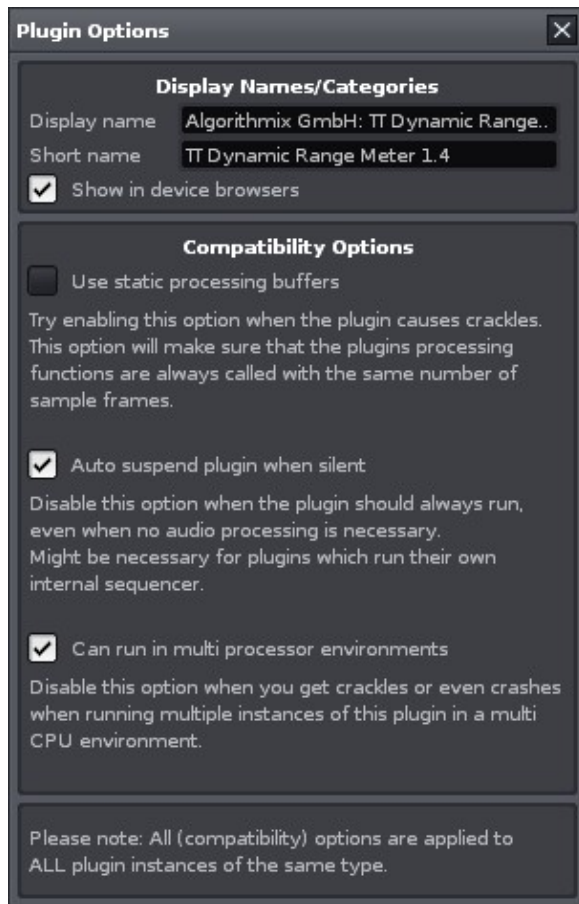 Plugin Options
Display Names/Categories
Display name Algorithmix GmbH: TT Dynamic Range..
Short name TT Dynamic Range Meter 1.4
Show in device browsers
Compatibility Options
Use static processing buffers
Try enabling this option when the plugin causes crackles.
This option will make sure that the plugins processing
functions are always called with the same number of
sample frames.
Auto suspend plugin when silent
Disable this option when the plugin should always run,
even when no audio processing is necessary.
Might be necessary for plugins which run their own
internal sequencer.
Can run in multi processor environments
Disable this option when you get crackles or even crashes
when running multiple instances of this plugin in a multi
CPU environment.
Please note: All (compatibility) options are applied to
ALL plugin instances of the same type.